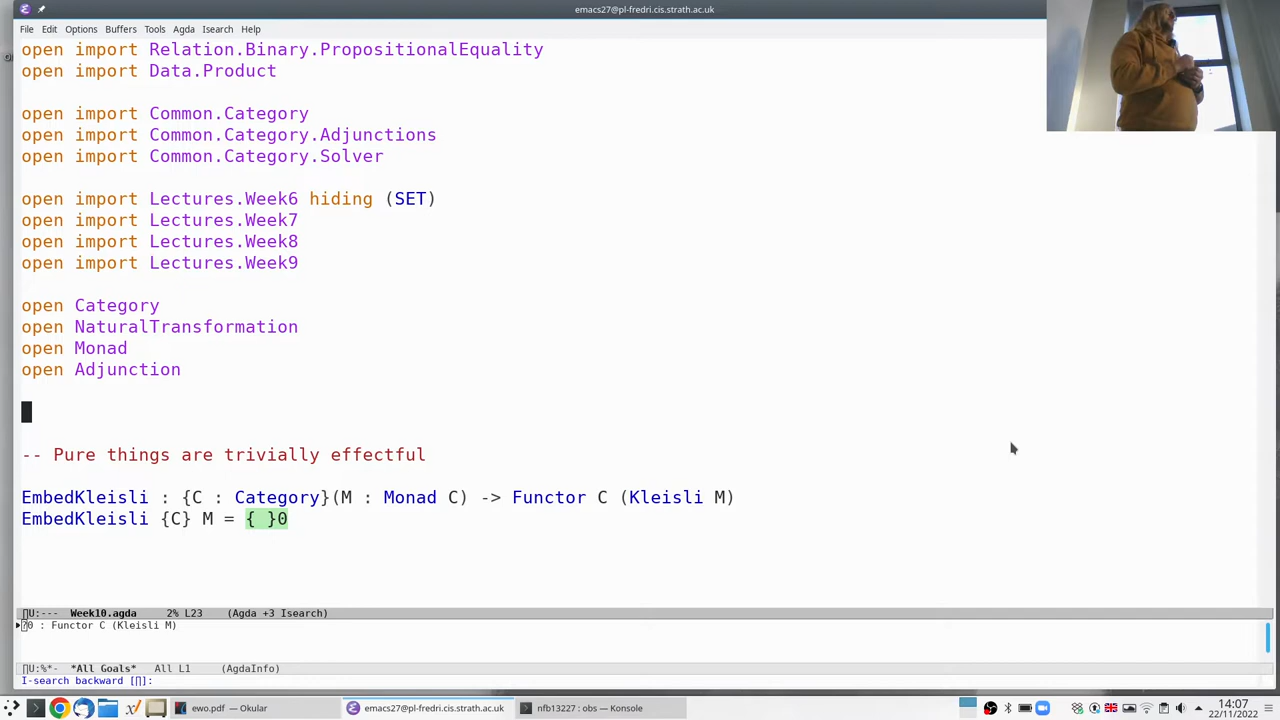 emacs27@pl-fredri.cis.strath.ac.uk
File Edit Options Buffers Tools Agda Isearch Help
open import Relation.Binary.PropositionalEquality
open import Data.Product
open import Common.Category
open import Common.Category.Adjunctions
open import Common.Category.Solver
open import Lectures.Week6 hiding (SET)
open import Lectures.Week7
open import Lectures.Week8
open import Lectures.Week9
open Category
open NaturalTransformation
open Monad
open Adjunction
-- Pure things are trivially effectful
EmbedKleisli : {C : Category}(M : Monad C) -> Functor C (Kleisli M)
EmbedKleisli {C} M = { }0
∏U:--- Week10.agda 2% L23 (Agda +3 Isearch)
?0 : Functor C (Kleisli M)
∏U:%*- *All Goals* All L1 (AgdaInfo)
I-search backward [∏]:
ewo.pdf — Okular emacs27@pl-fredri.cis.strath.ac.uk nfb13227 : obs — Konsole 14:07
22/11/2022